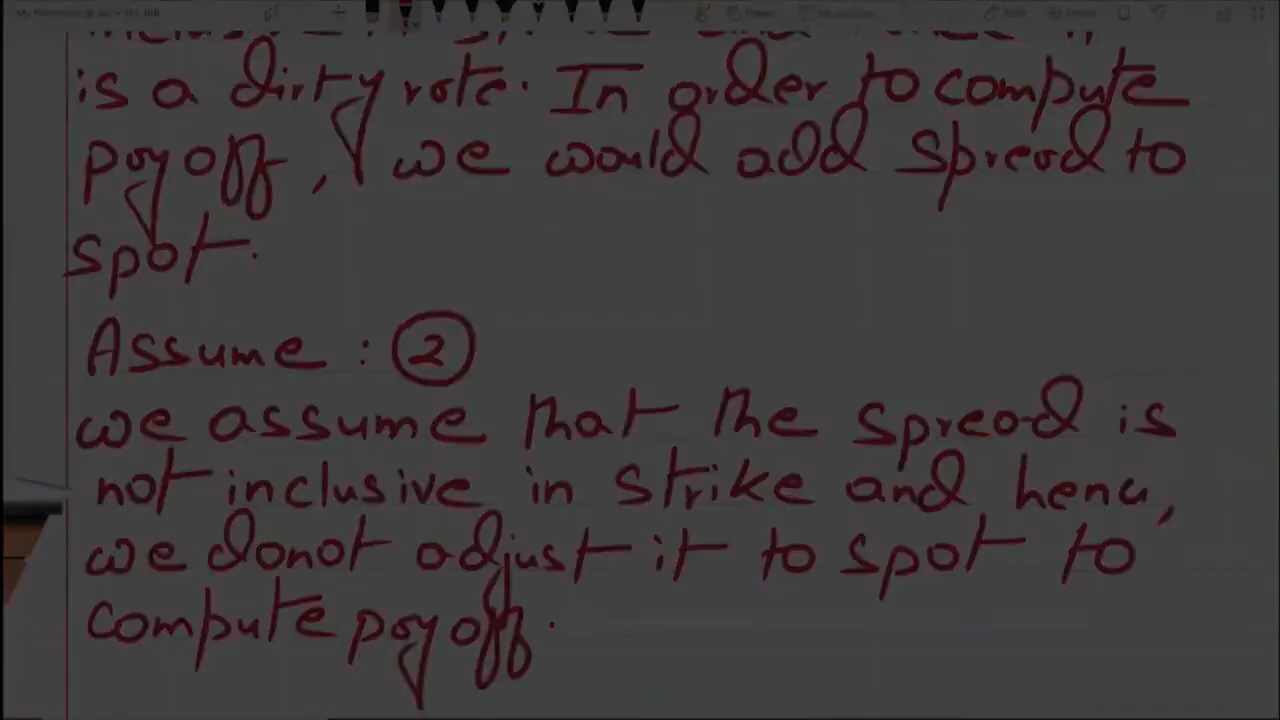 is a dirty rate. In order to compute
payoff, we would add spread to
spot.
Assume : 2
we assume that the spread is
not inclusive in strike and henu,
we donot adjust it to spot to
compute payoff.